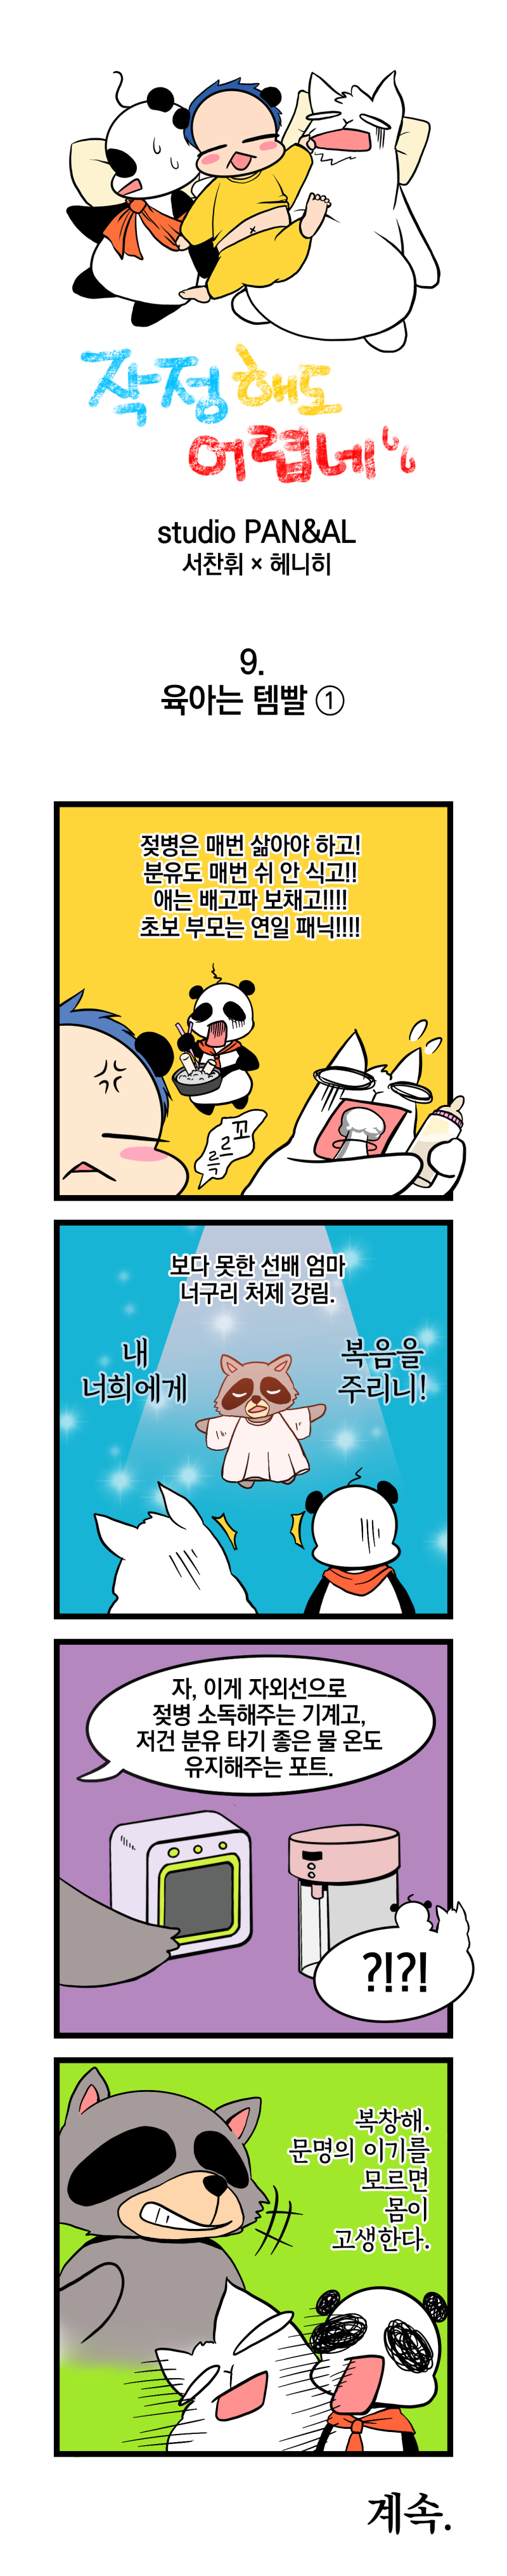 작정해도
어렵네
studio PAN&AL
서찬휘 × 헤니히
9.
육아는 템빨 ①
젖병은 매번 삶아야 하고!
분유도 매번 쉬 안 식고!!
애는 배고파 보채고!!!!
초보 부모는 연일 패닉!!!!
꼬르륵
보다 못한 선배 엄마
너구리 처제 강림.
내
너희에게
복음을
주리니!
자, 이게 자외선으로
젖병 소독해주는 기계고,
저건 분유 타기 좋은 물 온도
유지해주는 포트.
?!?!
복창해.
문명의 이기를
모르면
몸이
고생한다.
계속.